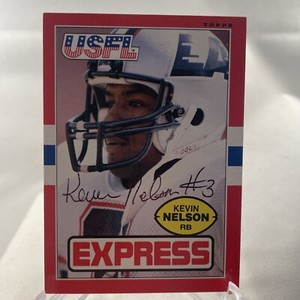 TOPPS
USFL
Kevin Nelson #3
KEVIN
NELSON
RB
EXPRESS